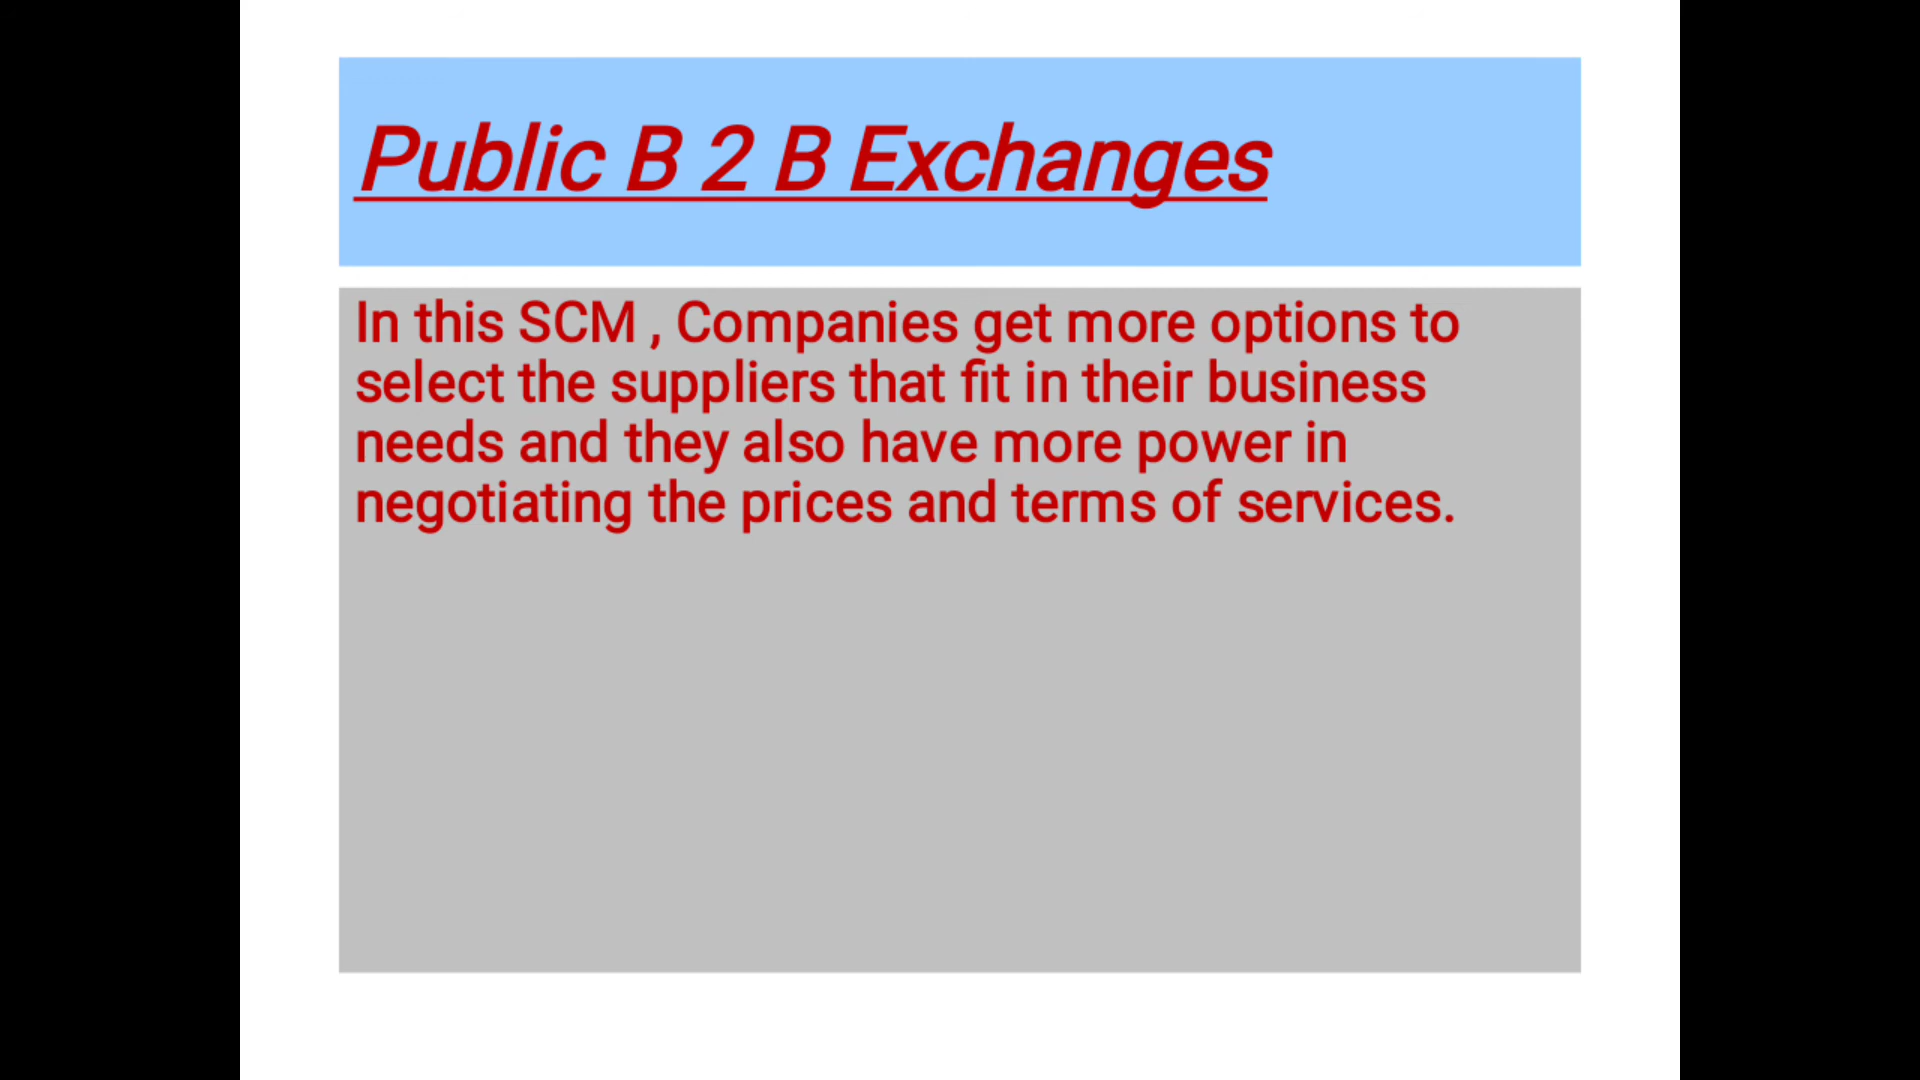 Public B 2 B Exchanges
In this SCM , Companies get more options to
select the suppliers that fit in their business
needs and they also have more power in
negotiating the prices and terms of services.